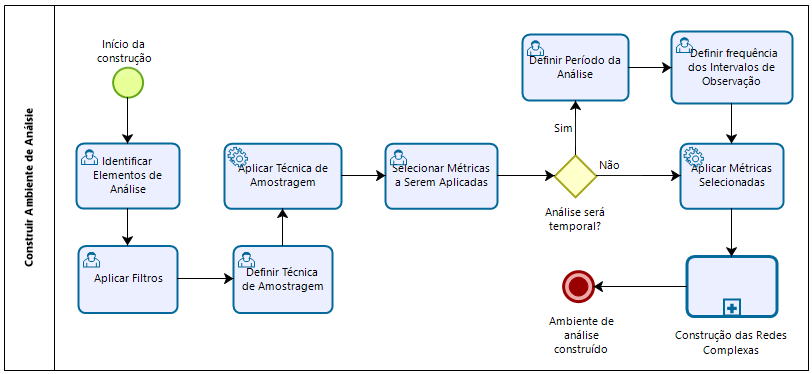 Construir Ambiente de Análsie
Início da
construção
Identificar
Elementos de
Análise
Aplicar Filtros
Definir Técnica
de Amostragem
Aplicar Técnica de
Amostragem
Selecionar Métricas
a Serem Aplicadas
Análise será
temporal?
Sim
Não
Definir Período da
Análise
Definir frequência
dos Intervalos de
Observação
Aplicar Métricas
Selecionadas
Construção das Redes
Complexas
Ambiente de
análise
construído